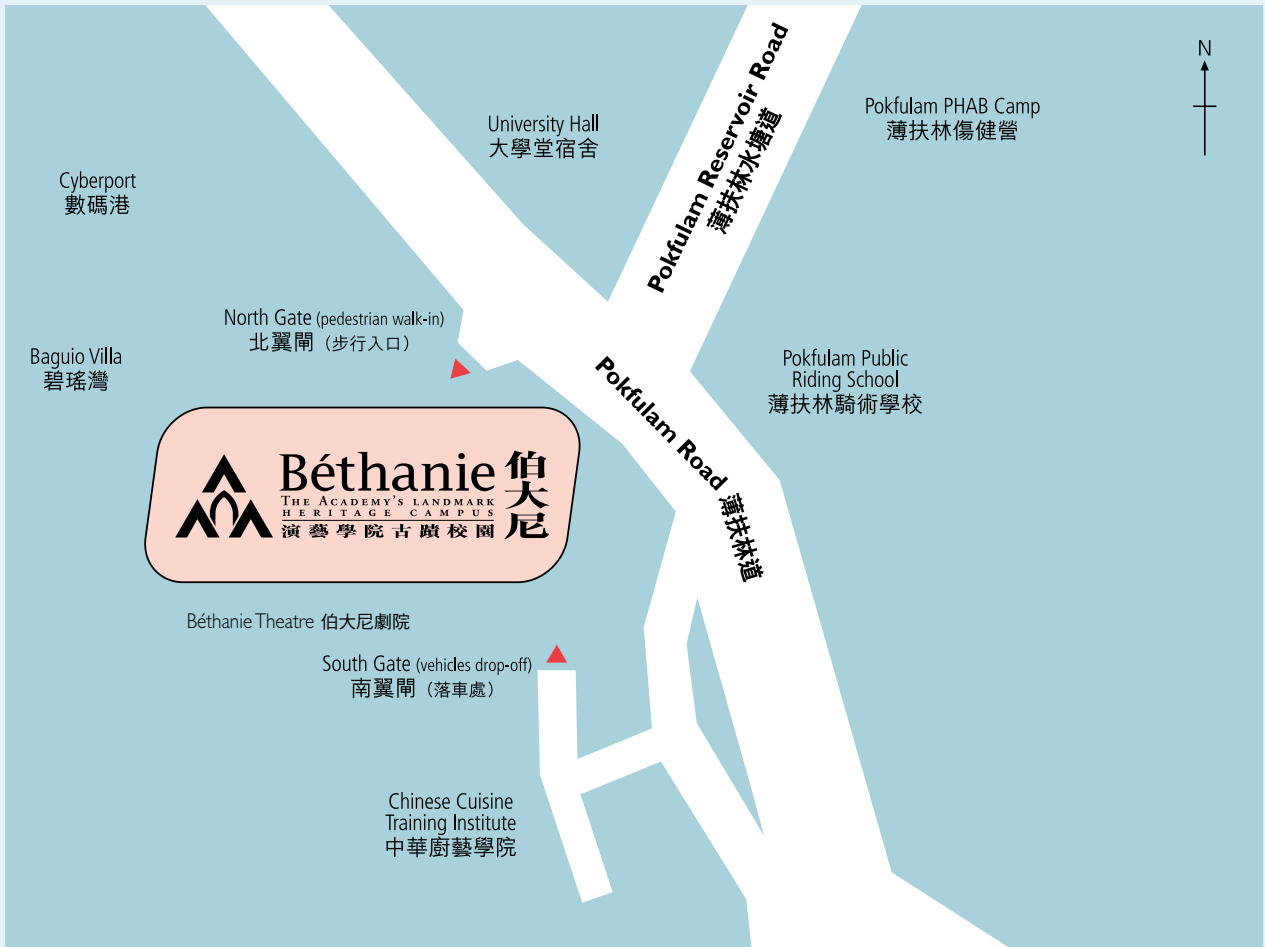 N
Pokfulam Reservoir Road
薄扶林水塘道
Pokfulam PHAB Camp
薄扶林傷健營
University Hall
大學堂宿舍
Cyberport
數碼港
North Gate (pedestrian walk-in)
北翼閘（步行入口）
Baguio Villa
碧瑤灣
Pokfulam Public
Riding School
薄扶林騎術學校
Pokfulam Road 薄扶林道
Béthanie 伯大尼
THE ACADEMY'S LANDMARK
HERITAGE CAMPUS
演藝學院古蹟校園
Béthanie Theatre 伯大尼劇院
South Gate (vehicles drop-off)
南翼閘（落車處）
Chinese Cuisine
Training Institute
中華廚藝學院